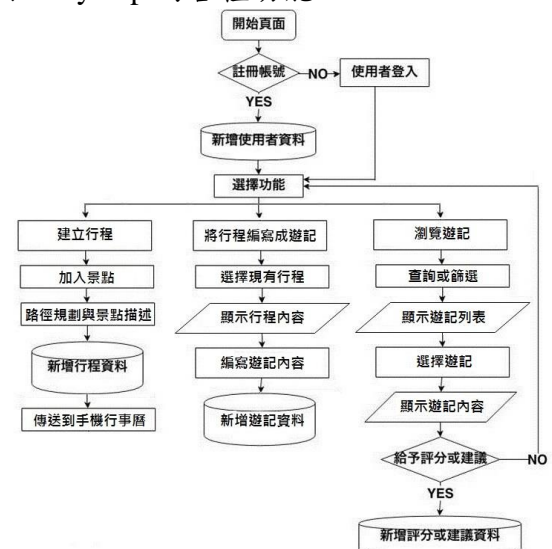 開始頁面
註冊帳號
NO
使用者登入
YES
新增使用者資料
選擇功能
建立行程
將行程編寫成遊記
瀏覽遊記
加入景點
選擇現有行程
查詢或篩選
路徑規劃與景點描述
顯示行程內容
顯示遊記列表
新增行程資料
編寫遊記內容
選擇遊記
傳送到手機行事曆
新增遊記資料
顯示遊記內容
給予評分或建議
NO
YES
新增評分或建議資料